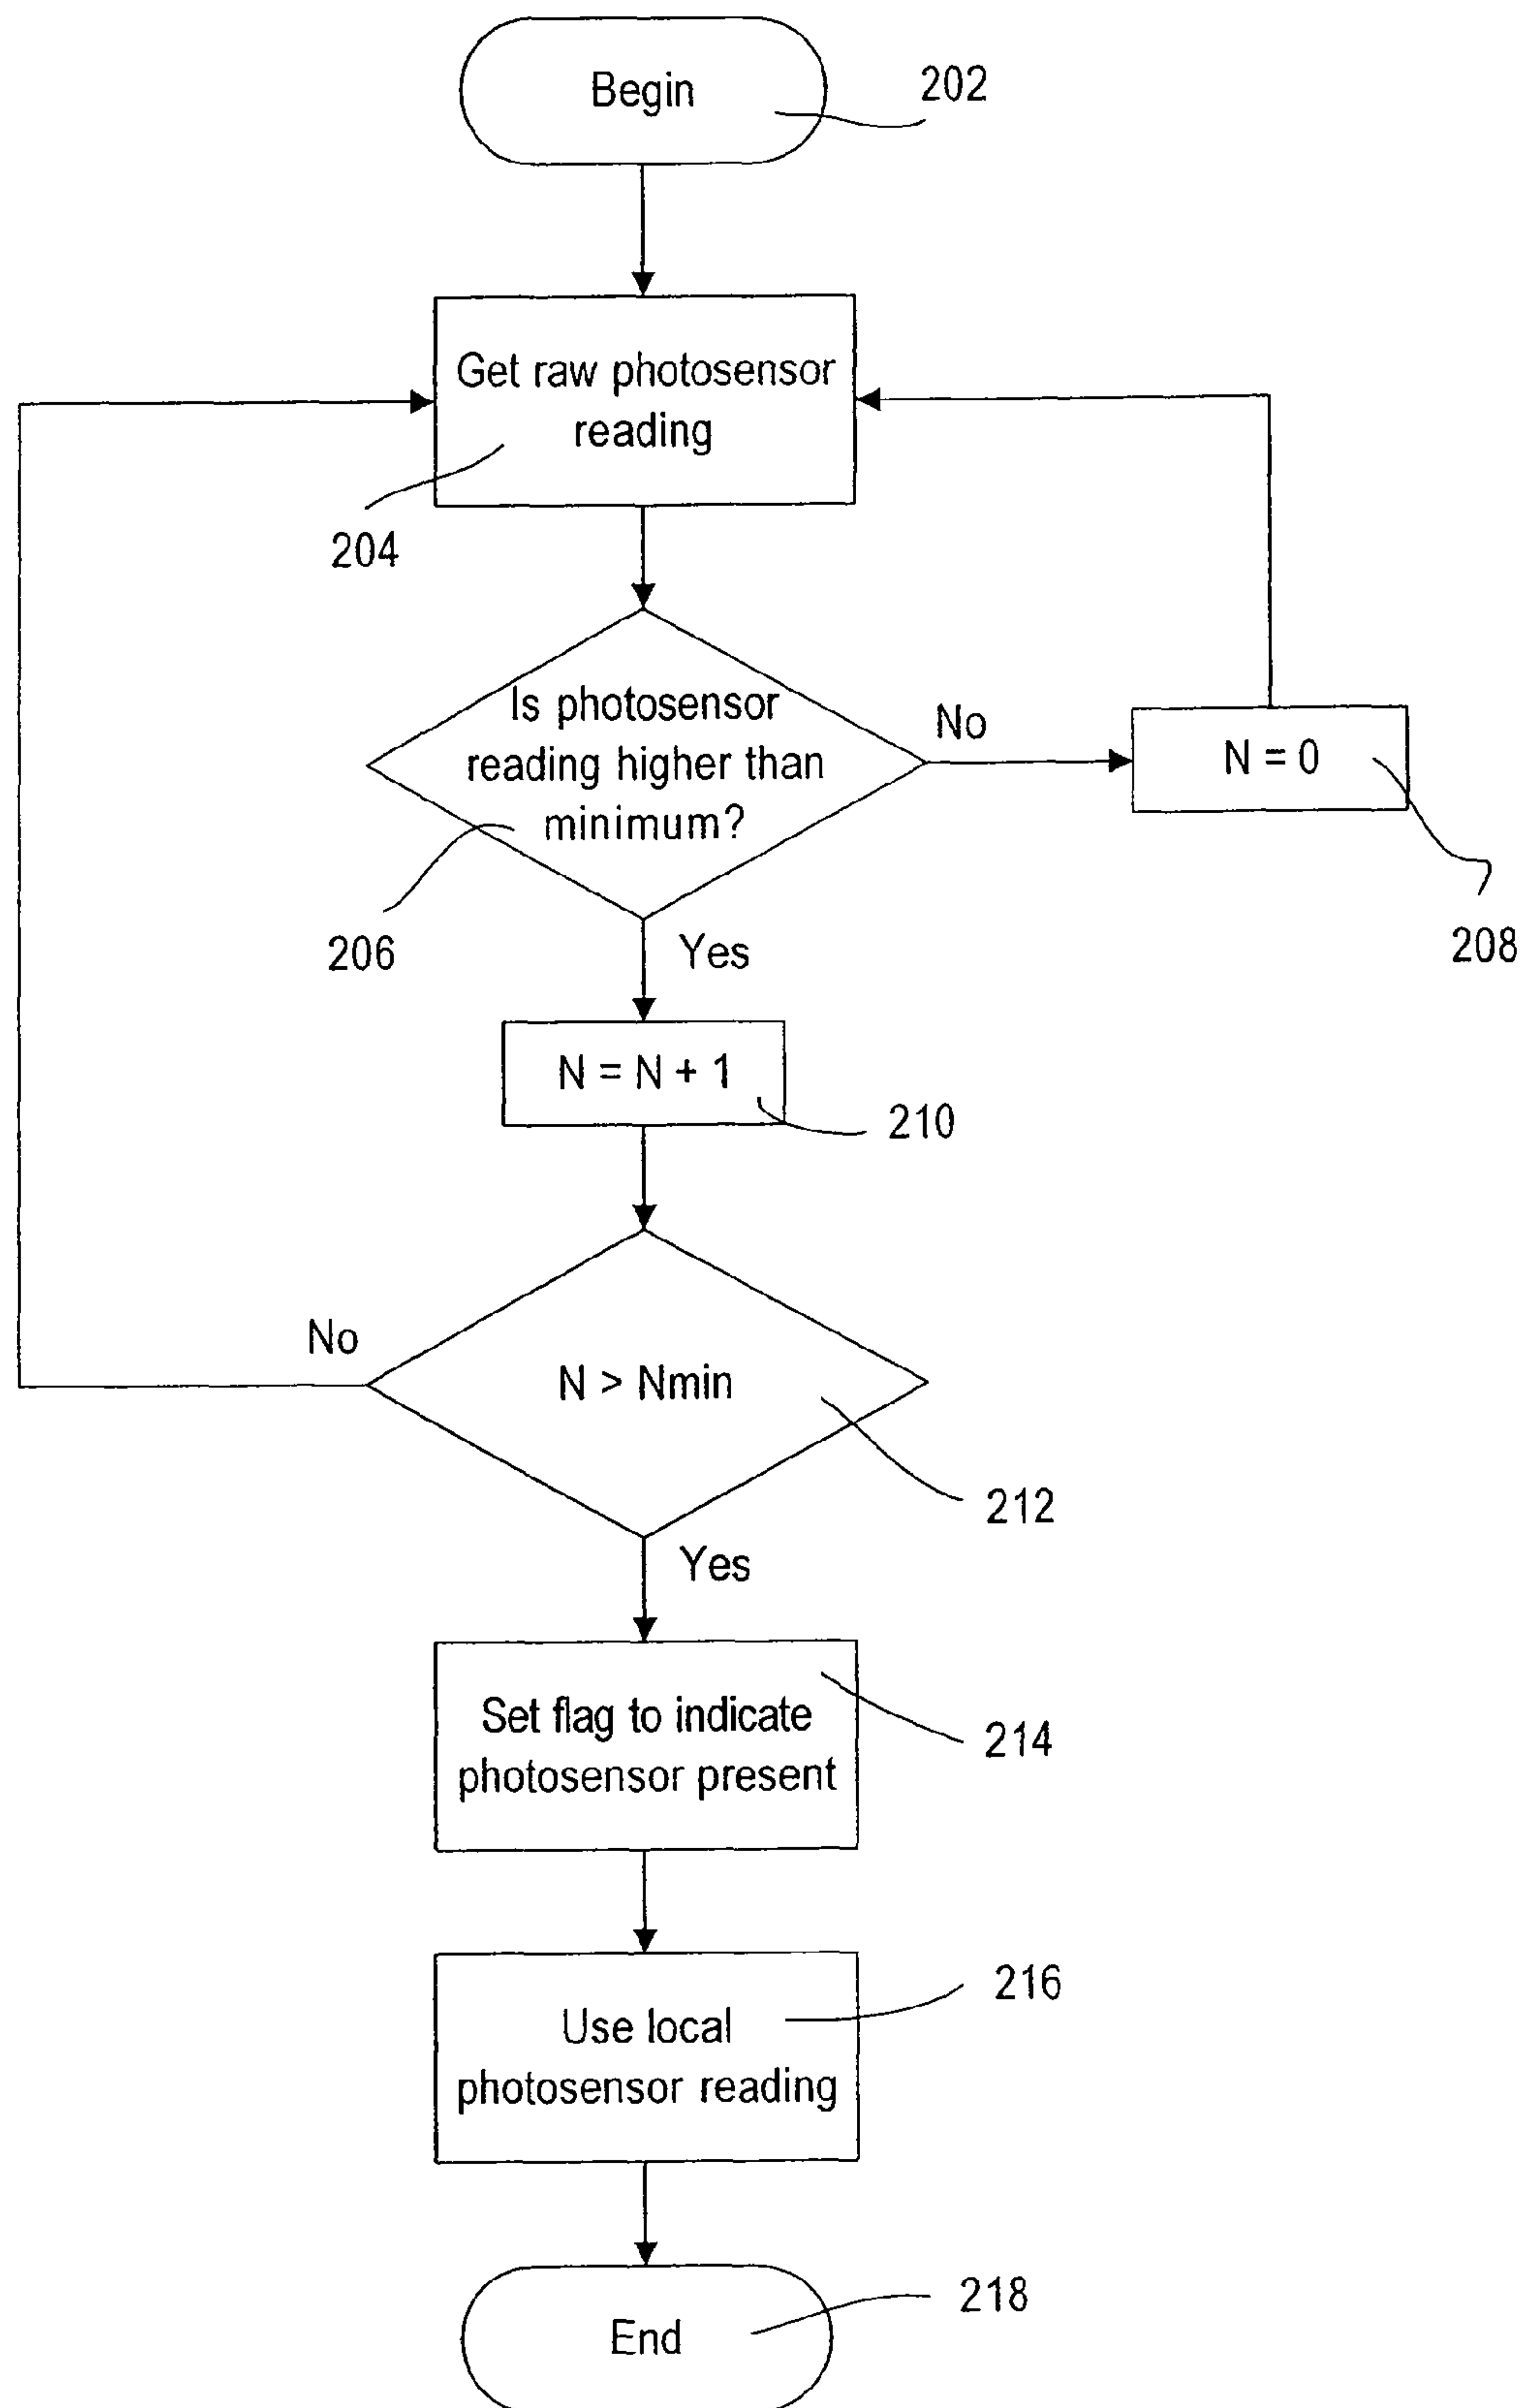 Begin
202
Get raw photosensor
reading
204
Is photosensor
reading higher than
minimum?
206
No
N = 0
208
Yes
N = N + 1
210
No
N > Nmin
212
Yes
Set flag to indicate
photosensor present
214
Use local
photosensor reading
216
End
218